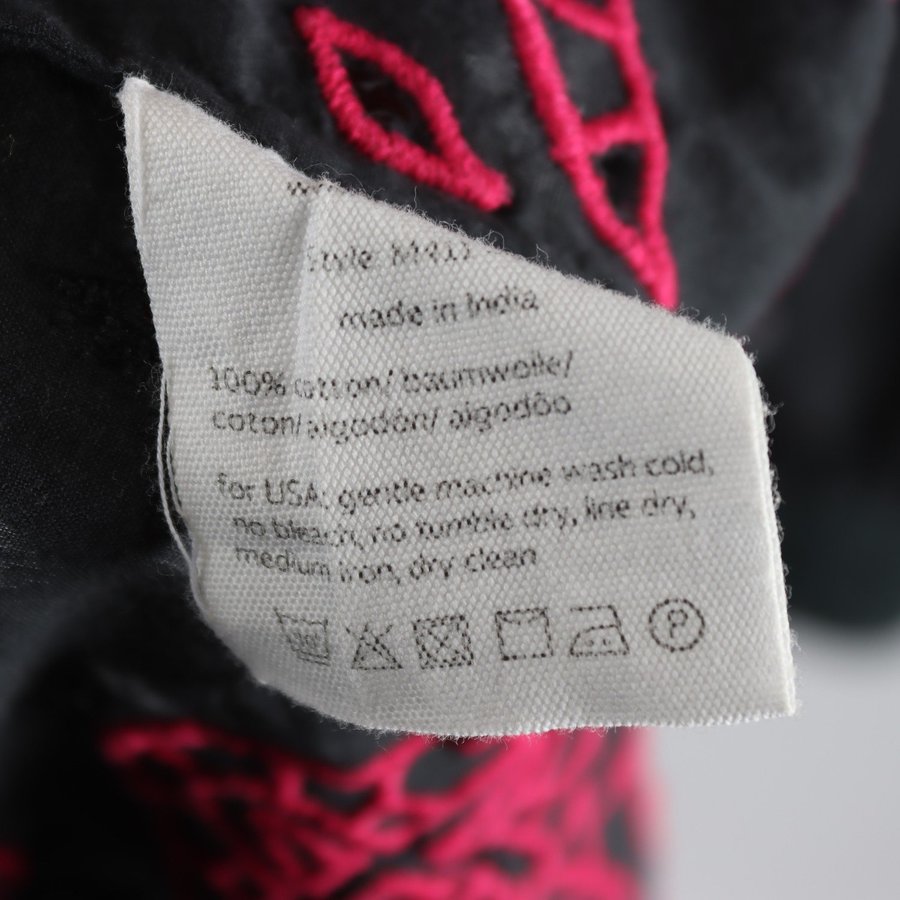 Style
made in India
100% cotton/ baumwolle/
coton/ algodón/ algodão
for USA: gentle machine wash cold,
no bleach, no tumble dry, line dry,
medium iron, dry clean
P